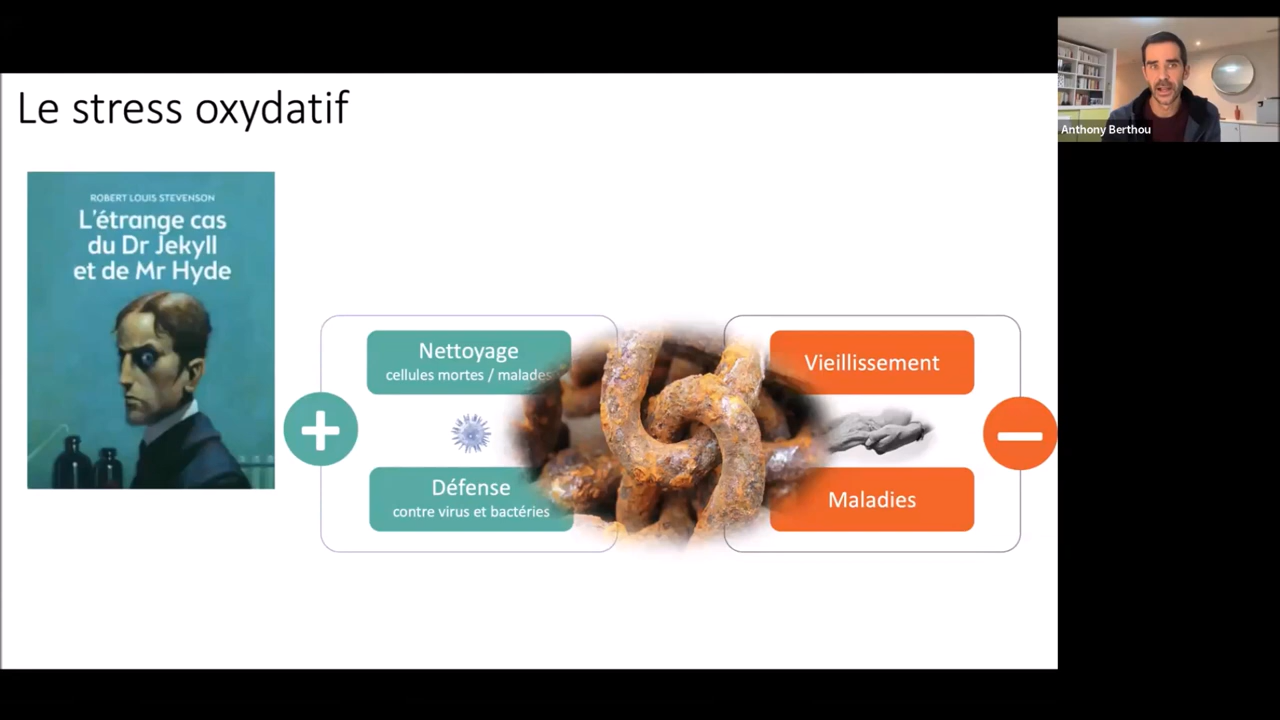 Le stress oxydatif
ROBERT LOUIS STEVENSON
L'étrange cas
du Dr Jekyll
et de Mr Hyde
Nettoyage
cellules mortes / malades
Défense
contre virus et bactéries
Vieillissement
Maladies
Anthony Berthou